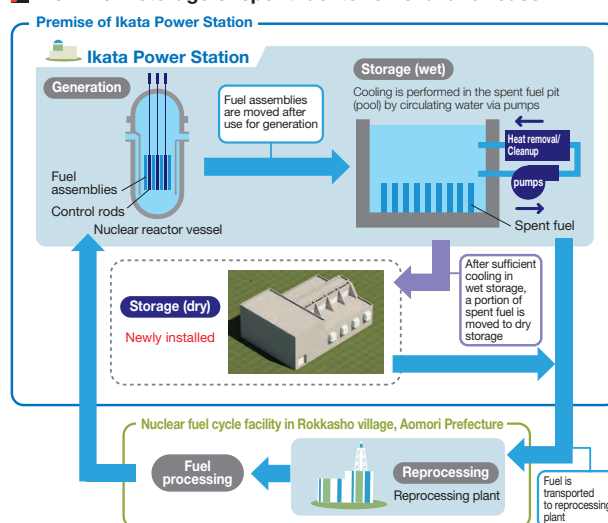 Premise of Ikata Power Station
Ikata Power Station
Generation
Fuel
assemblies
Control rods
Nuclear reactor vessel
Fuel assemblies
are moved after
use for generation
Storage (wet)
Cooling is performed in the spent fuel pit
(pool) by circulating water via pumps
Heat removal/
Cleanup
pumps
Spent fuel
After sufficient
cooling in
wet storage,
a portion of
spent fuel is
moved to dry
storage
Storage (dry)
Newly installed
Nuclear fuel cycle facility in Rokkasho village, Aomori Prefecture
Fuel
processing
Reprocessing
Reprocessing plant
Fuel is
transported
to reprocessing
plant